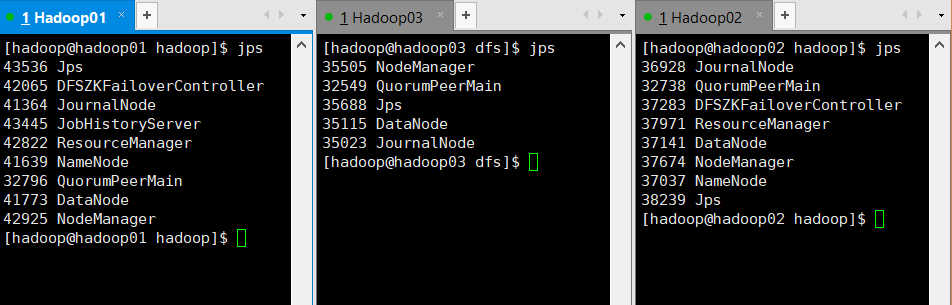 1 Hadoop01
[hadoop@hadoop01 hadoop]$ jps
43536 Jps
42065 DFSZKFailoverController
41364 JournalNode
43445 JobHistoryServer
42822 ResourceManager
41639 NameNode
32796 QuorumPeerMain
41773 DataNode
42925 NodeManager
[hadoop@hadoop01 hadoop]$
1 Hadoop03
[hadoop@hadoop03 dfs]$ jps
35505 NodeManager
32549 QuorumPeerMain
35688 Jps
35115 DataNode
35023 JournalNode
[hadoop@hadoop03 dfs]$
1 Hadoop02
[hadoop@hadoop02 hadoop]$ jps
36928 JournalNode
32738 QuorumPeerMain
37283 DFSZKFailoverController
37971 ResourceManager
37141 DataNode
37674 NodeManager
37037 NameNode
38239 Jps
[hadoop@hadoop02 hadoop]$